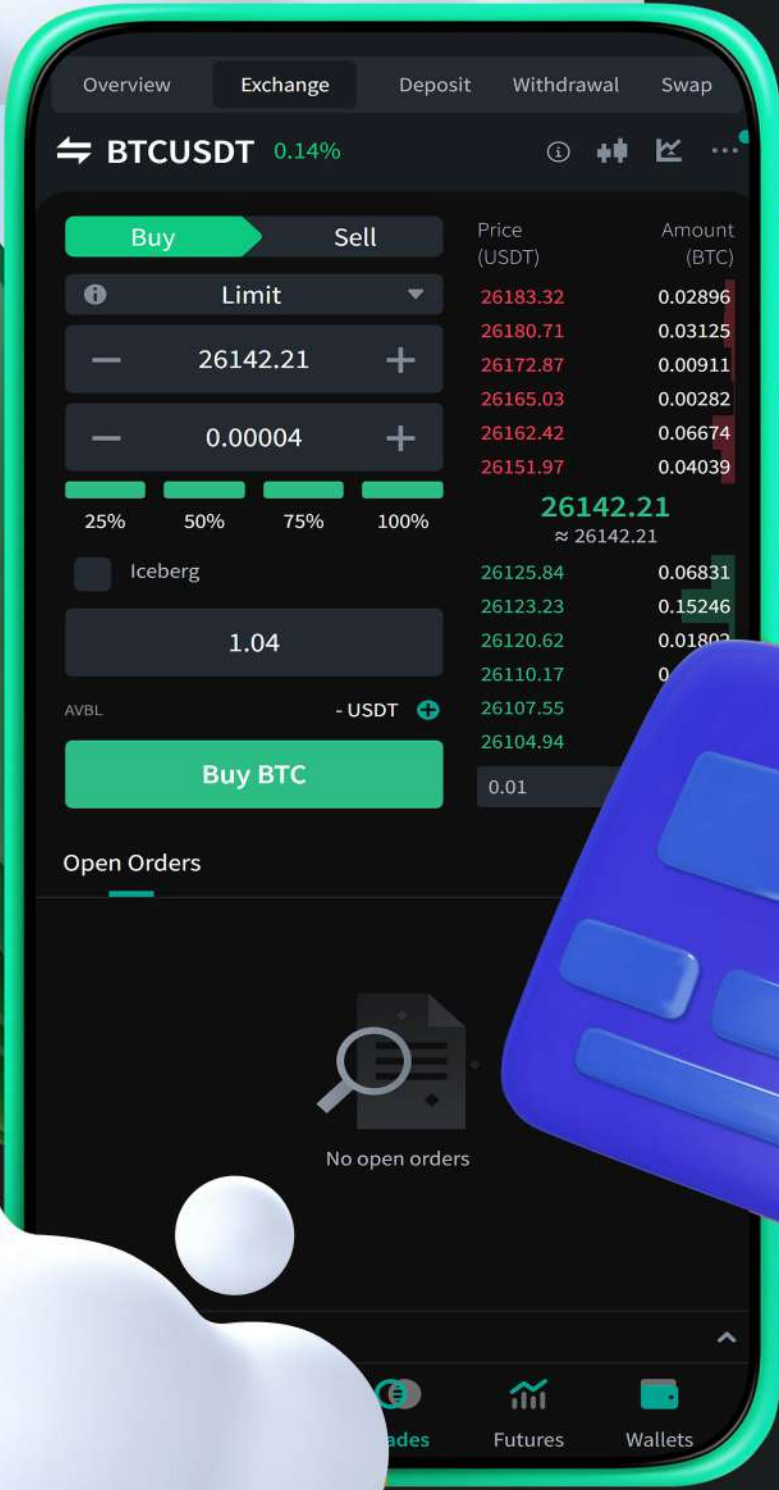 Overview Exchange Deposit Withdrawal Swap
BTCUSDT 0.14%
Buy Sell
Limit
26142.21
0.00004
25% 50% 75% 100%
Iceberg
1.04
AVBL - USDT
Buy BTC
Price Amount
(USDT) (BTC)
26183.32 0.02896
26180.71 0.03125
26172.87 0.00911
26165.03 0.00282
26162.42 0.06674
26151.97 0.04039
26142.21
≈ 26142.21
26125.84 0.06831
26123.23 0.15246
26120.62 0.01802
26110.17
26107.55
26104.94
0.01
Open Orders
No open orders
Futures Wallets